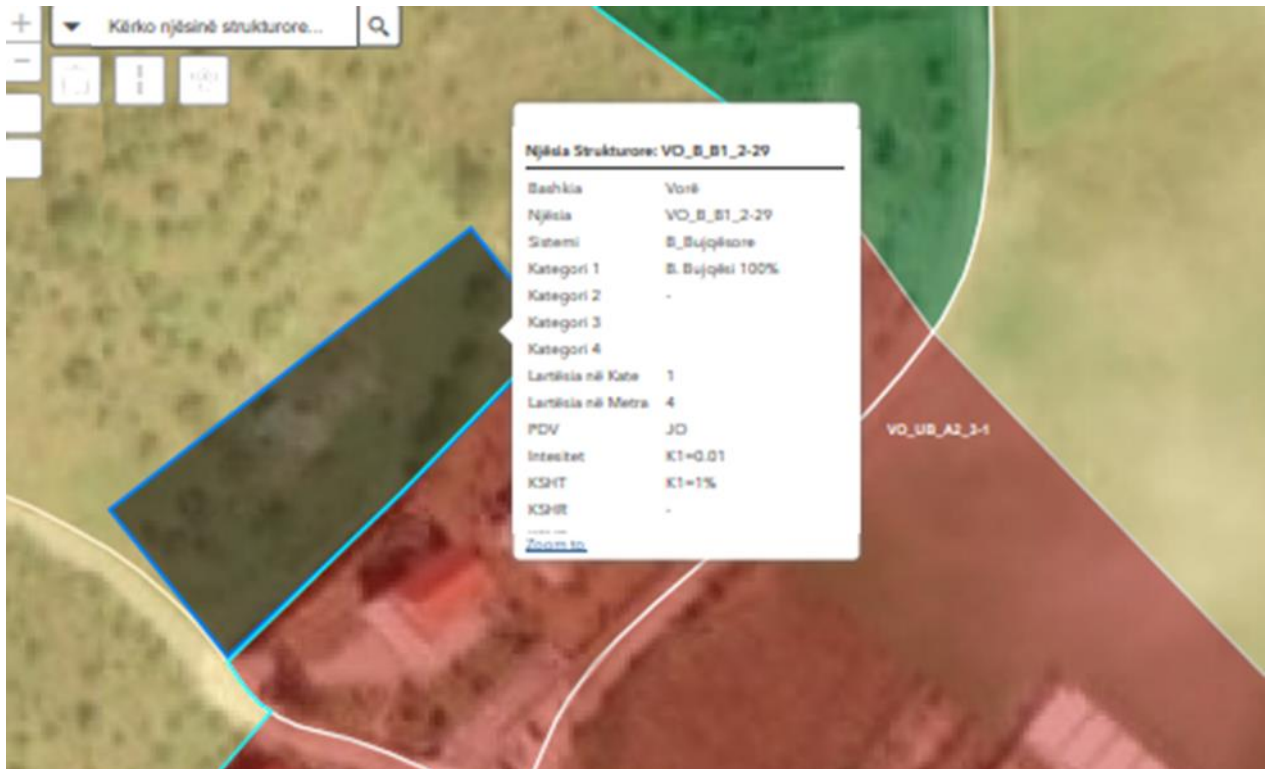 Kërko njësinë strukturore...
Njësia Strukturore: VO_B_B1_2-29
Bashkia Vorë
Njësia VO_B_B1_2-29
Sistemi B_Bujqësore
Kategori 1 B. Bujqësi 100%
Kategori 2 -
Kategori 3
Kategori 4
Lartësia në Kate 1
Lartësia në Metra 4
PDV JO
Intesitet K1=0.01
KSHT K1=1%
KSHR -
Zoom to
VO_UB_A2_3-1